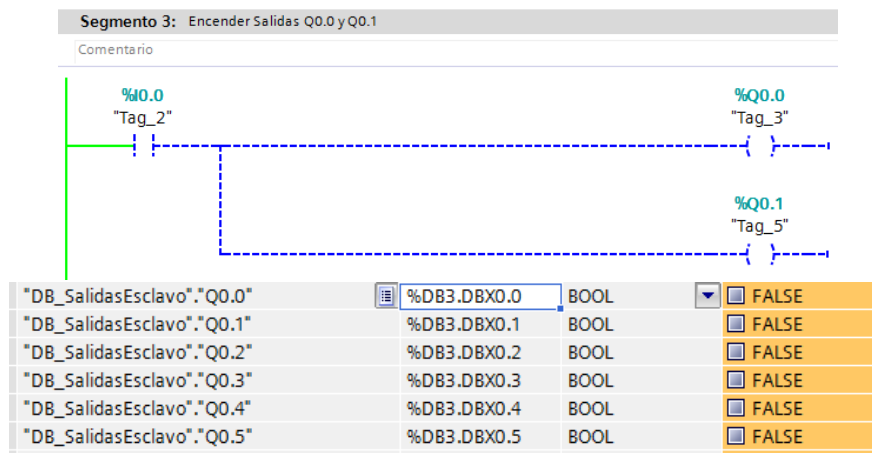 Segmento 3: Encender Salidas Q0.0 y Q0.1
Comentario
%I0.0 %Q0.0
"Tag_2" "Tag_3"
%Q0.1
"Tag_5"
"DB_SalidasEsclavo"."Q0.0" %DB3.DBX0.0 BOOL FALSE
"DB_SalidasEsclavo"."Q0.1" %DB3.DBX0.1 BOOL FALSE
"DB_SalidasEsclavo"."Q0.2" %DB3.DBX0.2 BOOL FALSE
"DB_SalidasEsclavo"."Q0.3" %DB3.DBX0.3 BOOL FALSE
"DB_SalidasEsclavo"."Q0.4" %DB3.DBX0.4 BOOL FALSE
"DB_SalidasEsclavo"."Q0.5" %DB3.DBX0.5 BOOL FALSE